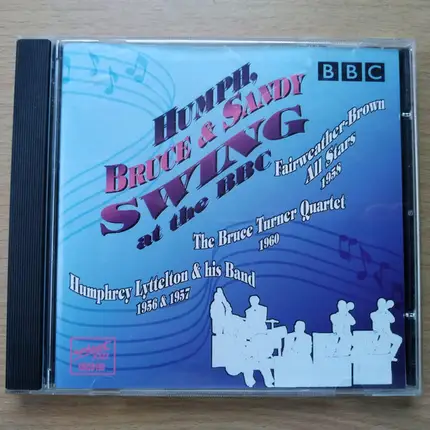 BBC
HUMPH,
BRUCE & SANDY
SWING
at the BBC
Fairweather-Brown
All Stars
1958
The Bruce Turner Quartet
1960
Humphrey Lyttelton & his Band
1956 & 1957